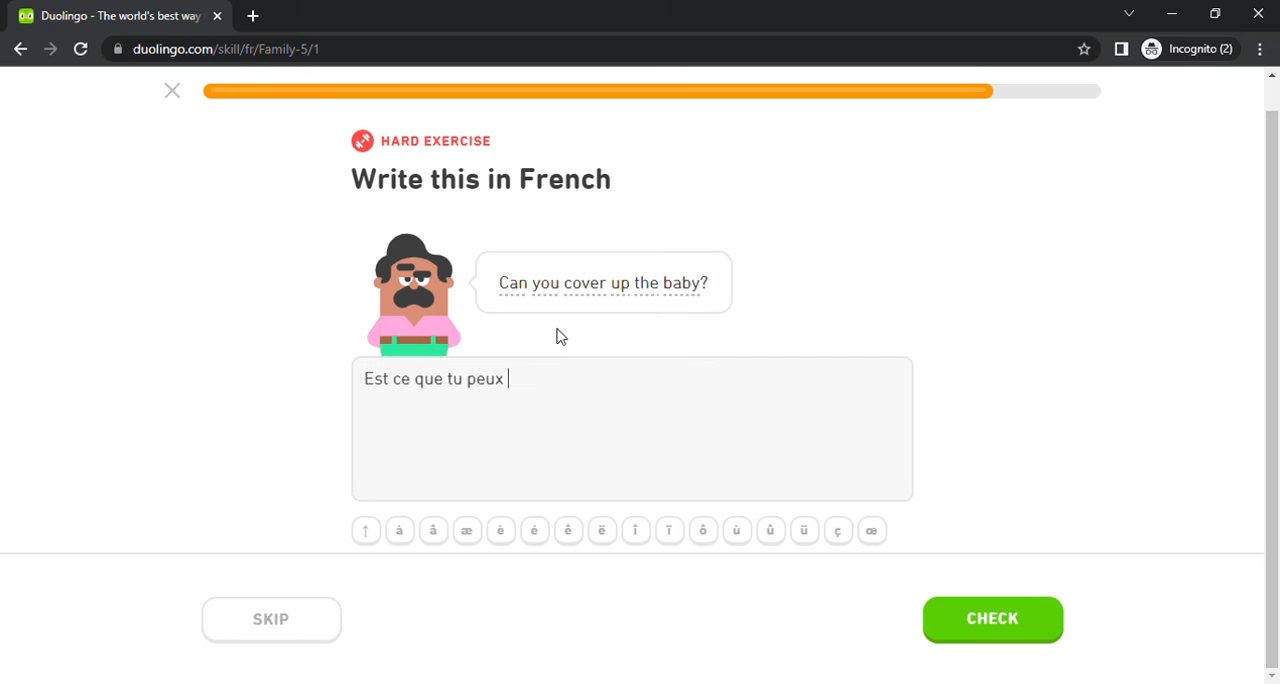 Duolingo - The world's best way
duolingo.com/skill/fr/Family-5/1
Incognito (2)
HARD EXERCISE
Write this in French
Can you cover up the baby?
Est ce que tu peux
↑ à â æ è é ê ë î ï ô ù û ü ç œ
SKIP
CHECK